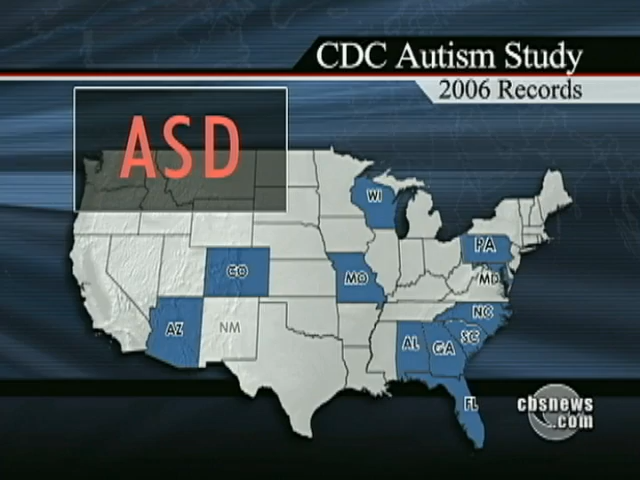 CDC Autism Study
2006 Records
ASD
WI
PA
CO
MO
MD
NC
AZ
NM
SC
AL
GA
FL
cbsnews
.com